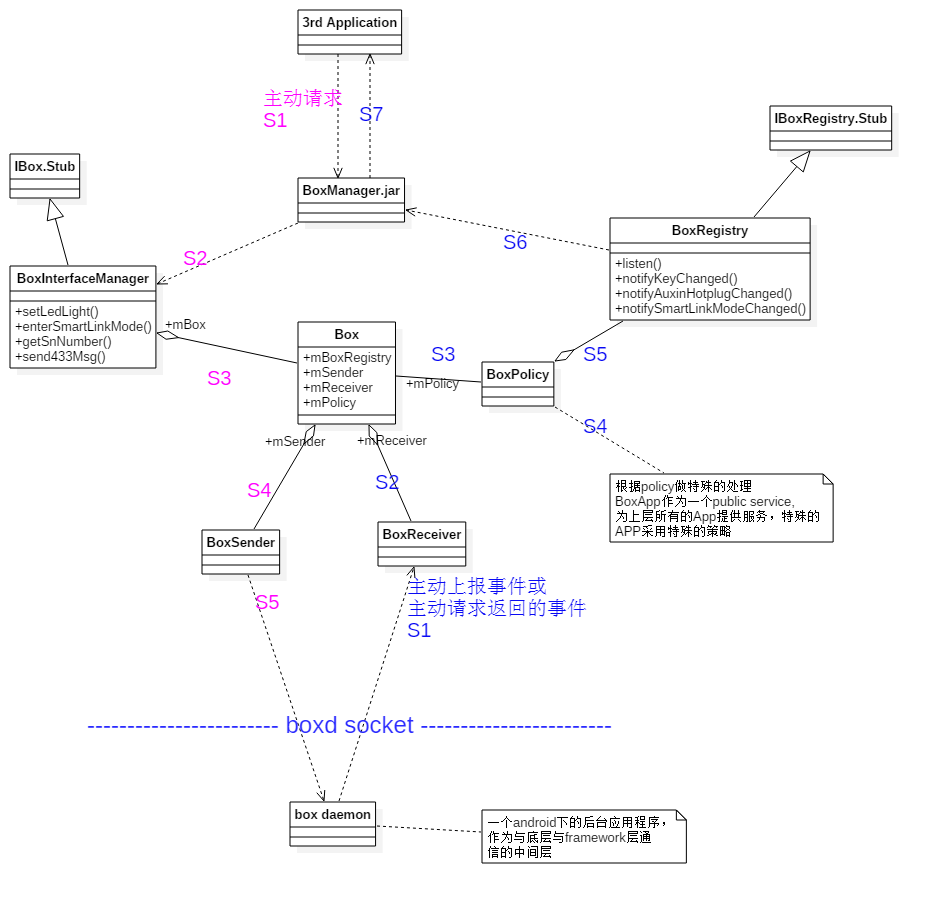 3rd Application
主动请求
S1
S7
IBoxRegistry.Stub
IBox.Stub
BoxManager.jar
BoxRegistry
+listen()
+notifyKeyChanged()
+notifyAuxinHotplugChanged()
+notifySmartLinkModeChanged()
S6
S2
BoxInterfaceManager
+setLedLight()
+enterSmartLinkMode()
+getSnNumber()
+send433Msg()
+mBox
S3
Box
+mBoxRegistry
+mSender
+mReceiver
+mPolicy
S3
+mPolicy
BoxPolicy
S5
S4
+mSender
+mReceiver
S4
S2
根据policy做特殊的处理
BoxApp作为一个public service,
为上层所有的App提供服务，特殊的
APP采用特殊的策略
BoxSender
BoxReceiver
S5
主动上报事件或
主动请求返回的事件
S1
------------------------- boxd socket -------------------------
box daemon
一个android下的后台应用程序，
作为与底层与framework层通
信的中间层